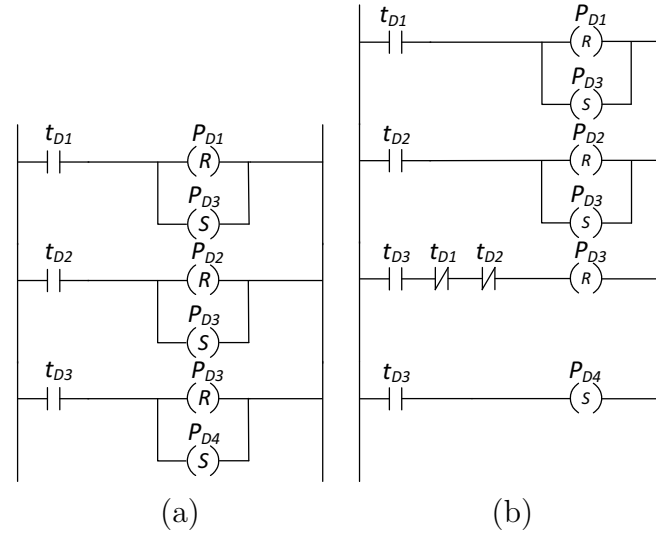 t_D1 P_D1
R
P_D3
S
t_D2 P_D2
R
P_D3
S
t_D3 P_D3
R
P_D4
S
(a)
t_D1 P_D1
R
P_D3
S
t_D2 P_D2
R
P_D3
S
t_D3 t_D1 t_D2 P_D3
R
t_D3 P_D4
S
(b)